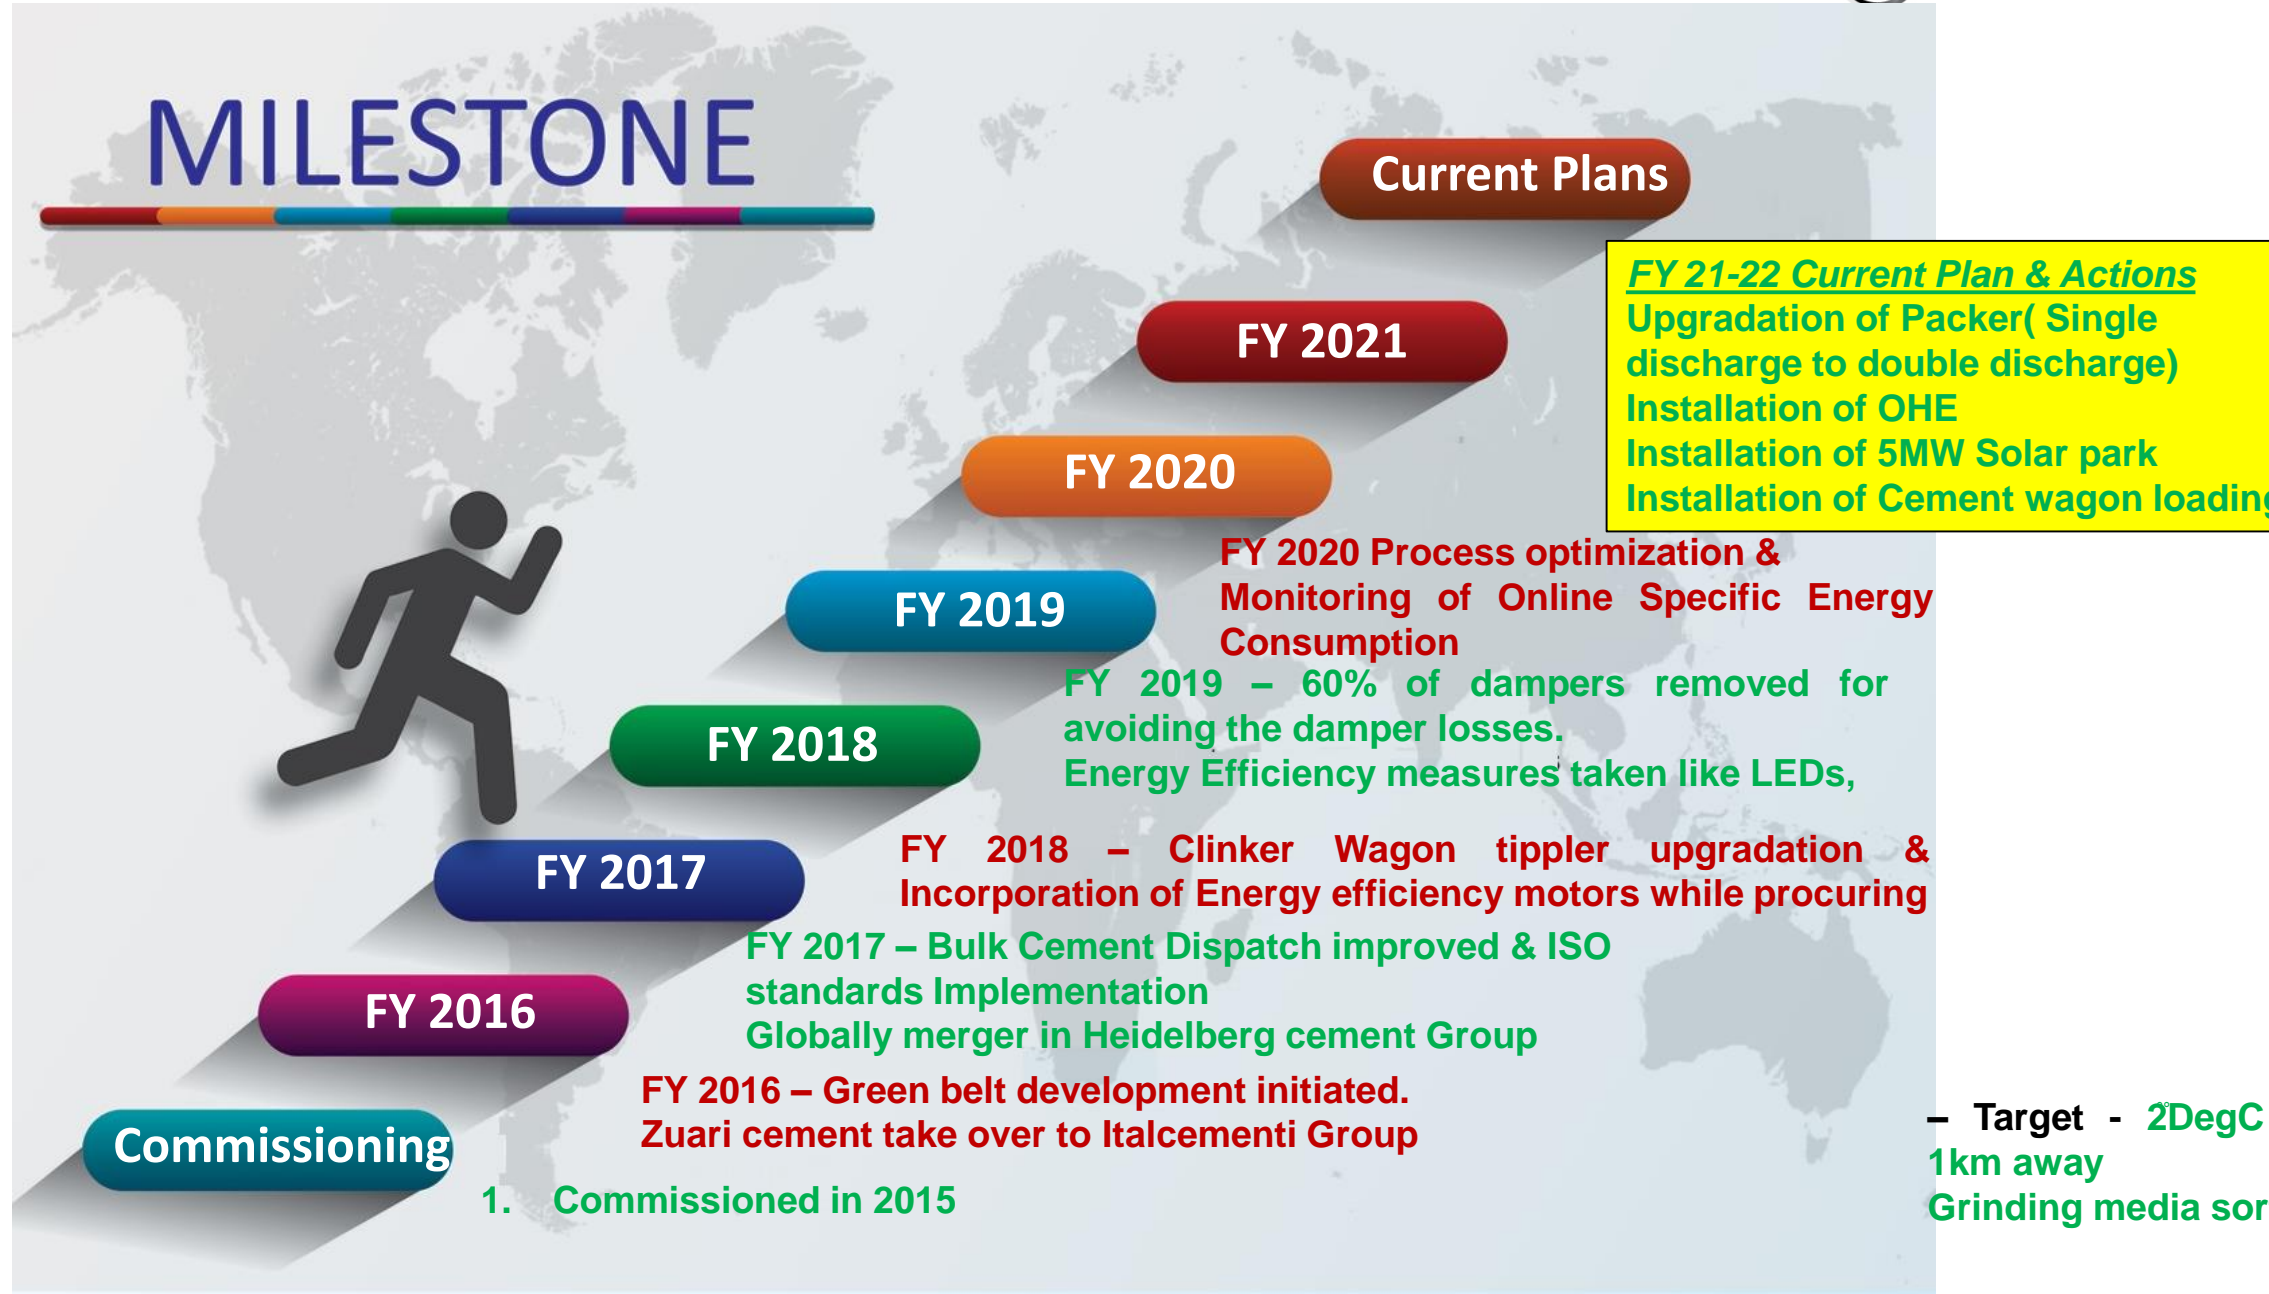 MILESTONE
Current Plans
FY 21-22 Current Plan & Actions
Upgradation of Packer( Single
discharge to double discharge)
Installation of OHE
Installation of 5MW Solar park
Installation of Cement wagon loading
FY 2021
FY 2020
FY 2020 Process optimization &
Monitoring of Online Specific Energy
Consumption
FY 2019
FY 2019 – 60% of dampers removed for
avoiding the damper losses.
Energy Efficiency measures taken like LEDs,
FY 2018
FY 2018 – Clinker Wagon tippler upgradation &
Incorporation of Energy efficiency motors while procuring
FY 2017
FY 2017 – Bulk Cement Dispatch improved & ISO
standards Implementation
Globally merger in Heidelberg cement Group
FY 2016
FY 2016 – Green belt development initiated.
Zuari cement take over to Italcementi Group
Commissioning
1. Commissioned in 2015
– Target - 2DegC
1km away
Grinding media sor